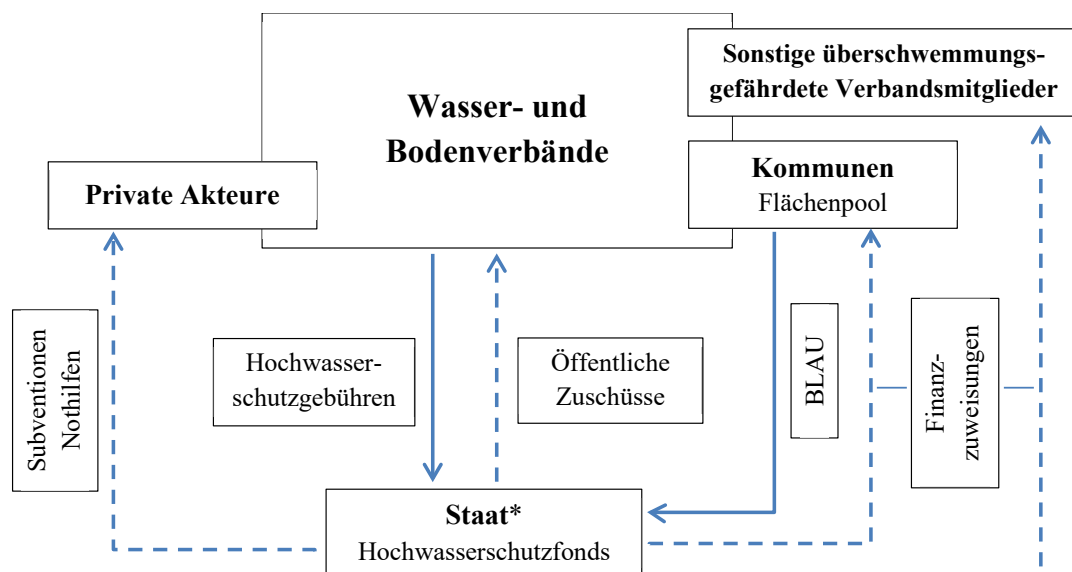 Sonstige überschwemmungs-
gefährdete Verbandsmitglieder
Wasser- und
Bodenverbände
Kommunen
Flächenpool
Private Akteure
Subventionen
Nothilfen
Hochwasser-
schutzgebühren
Öffentliche
Zuschüsse
BLAU
Finanz-
zuweisungen
Staat*
Hochwasserschutzfonds